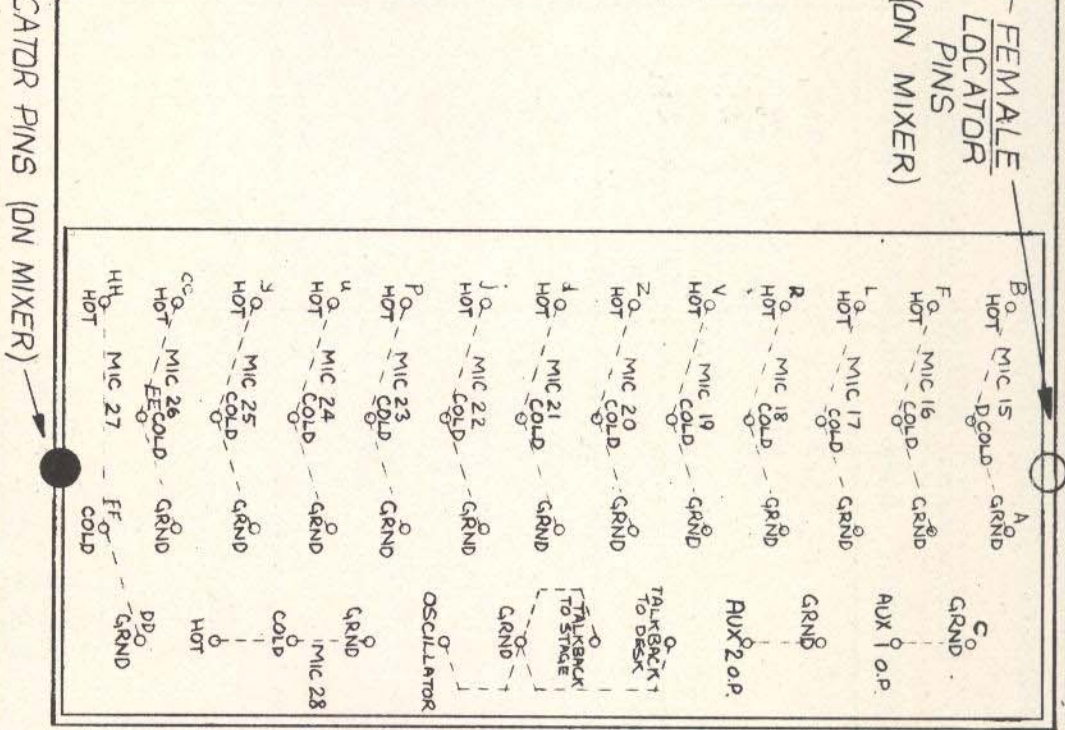 FEMALE
LOCATOR
PINS
(ON MIXER)
CATOR PINS (ON MIXER)
B
HOT MIC 15 D COLD GRND A
F
HOT MIC 16 COLD GRND
L
HOT MIC 17 COLD GRND
R
HOT MIC 18 COLD GRND
V
HOT MIC 19 COLD GRND
Z
HOT MIC 20 COLD GRND
d
HOT MIC 21 COLD GRND
j
HOT MIC 22 COLD GRND
P
HOT MIC 23 COLD GRND
u
HOT MIC 24 COLD GRND
y
HOT MIC 25 COLD GRND
CC
HOT MIC 26 EE COLD GRND
HH
HOT MIC 27 FF COLD
DD
GRND
C
GRND
AUX 1 O.P.
GRND
AUX 2 O.P.
TALKBACK
TO DESK
TALKBACK
TO STAGE
GRND
OSCILLATOR
GRND
MIC 28
COLD
HOT